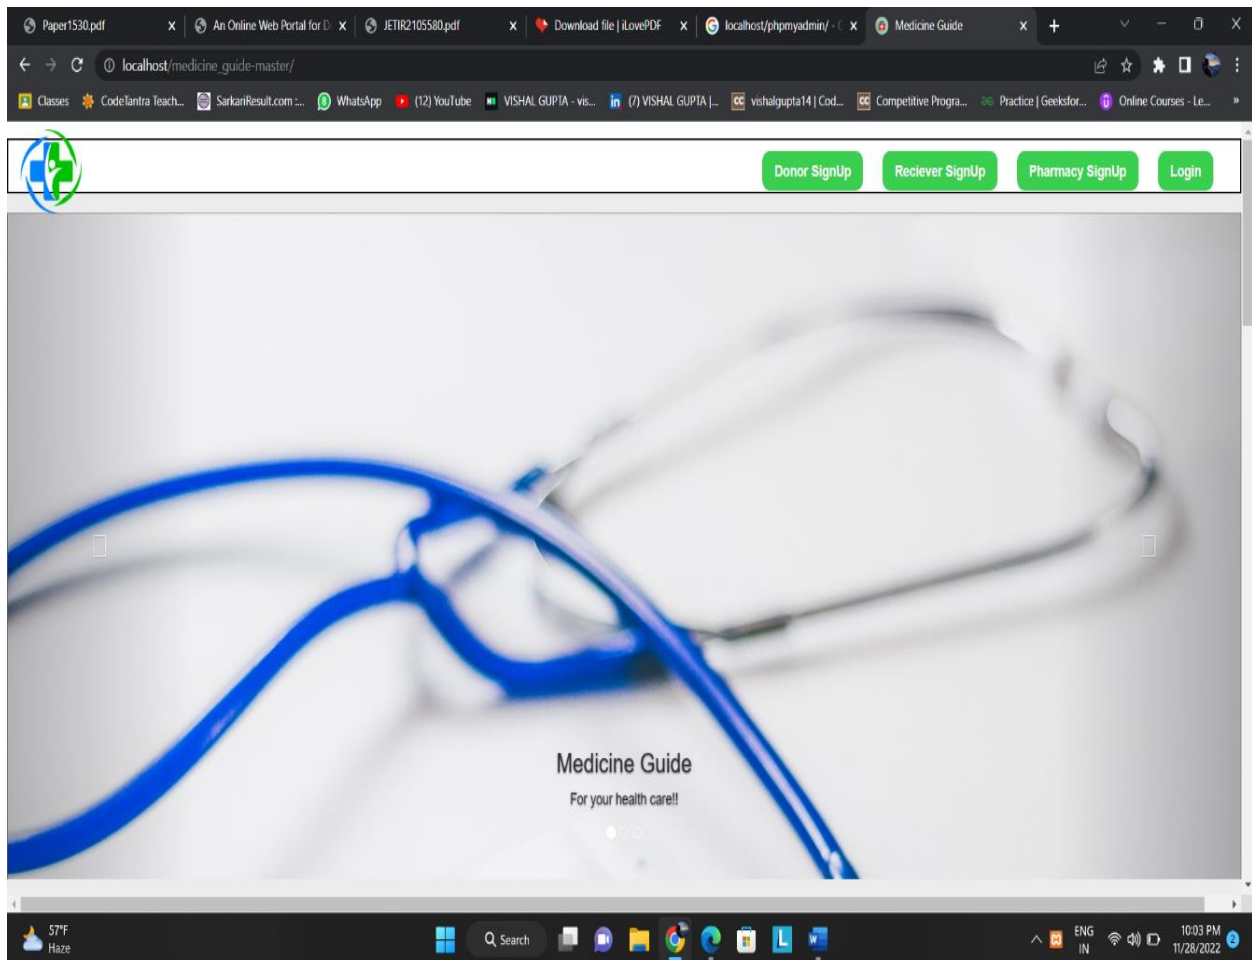 Paper1530.pdf
An Online Web Portal for D
JETIR2105580.pdf
Download file | iLovePDF
localhost/phpmyadmin/ - G
Medicine Guide
localhost/medicine_guide-master/
Classes
CodeTantra Teach...
SarkariResult.com :...
WhatsApp
(12) YouTube
VISHAL GUPTA - vis...
(7) VISHAL GUPTA |...
vishalgupta14 | Cod...
Competitive Progra...
Practice | Geeksfor...
Online Courses - Le...
»
Donor SignUp
Reciever SignUp
Pharmacy SignUp
Login
Medicine Guide
For your health care!!
57°F
Haze
Search
ENG
IN
10:03 PM
11/28/2022
2